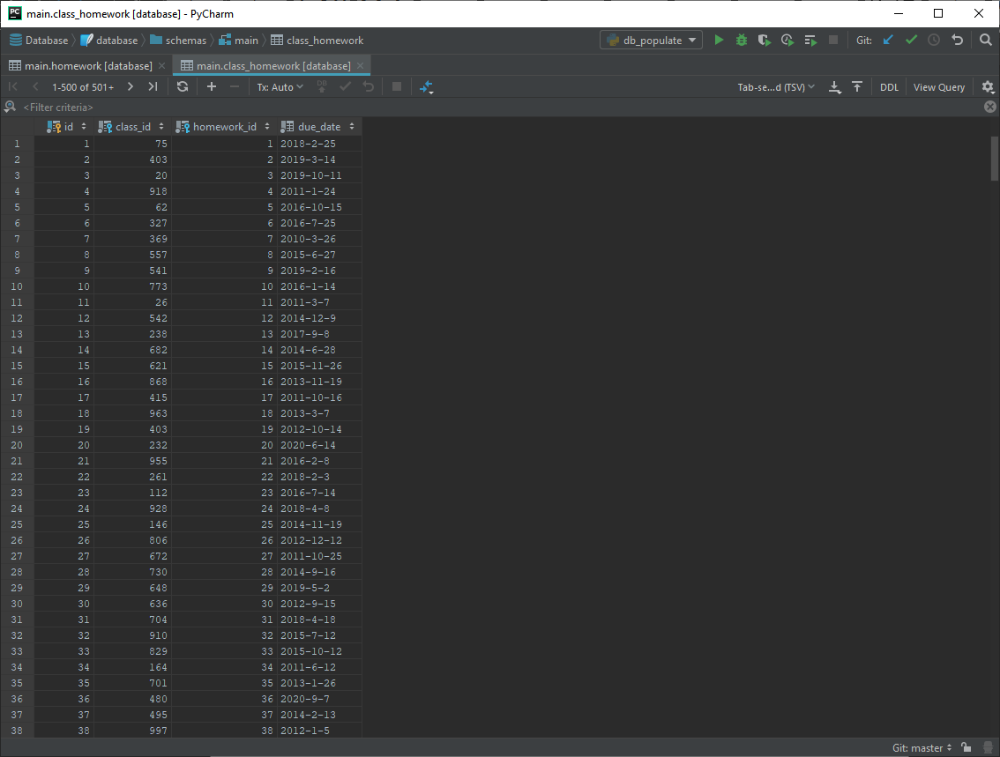 PC main.class_homework [database] - PyCharm
Database database schemas main class_homework db_populate Git:
main.homework [database] main.class_homework [database]
1-500 of 501+ Tx: Auto DB Tab-se...d (TSV) DDL View Query
<Filter criteria>
id class_id homework_id due_date
1 1 75 1 2018-2-25
2 2 403 2 2019-3-14
3 3 20 3 2019-10-11
4 4 918 4 2011-1-24
5 5 62 5 2016-10-15
6 6 327 6 2016-7-25
7 7 369 7 2010-3-26
8 8 557 8 2015-6-27
9 9 541 9 2019-2-16
10 10 773 10 2016-1-14
11 11 26 11 2011-3-7
12 12 542 12 2014-12-9
13 13 238 13 2017-9-8
14 14 682 14 2014-6-28
15 15 621 15 2015-11-26
16 16 868 16 2013-11-19
17 17 415 17 2011-10-16
18 18 963 18 2013-3-7
19 19 403 19 2012-10-14
20 20 232 20 2020-6-14
21 21 955 21 2016-2-8
22 22 261 22 2018-2-3
23 23 112 23 2016-7-14
24 24 928 24 2018-4-8
25 25 146 25 2014-11-19
26 26 806 26 2012-12-12
27 27 672 27 2011-10-25
28 28 730 28 2014-9-16
29 29 648 29 2019-5-2
30 30 636 30 2012-9-15
31 31 704 31 2018-4-18
32 32 910 32 2015-7-12
33 33 829 33 2015-10-12
34 34 164 34 2011-6-12
35 35 701 35 2013-1-26
36 36 480 36 2020-9-7
37 37 495 37 2014-2-13
38 38 997 38 2012-1-5
Git: master